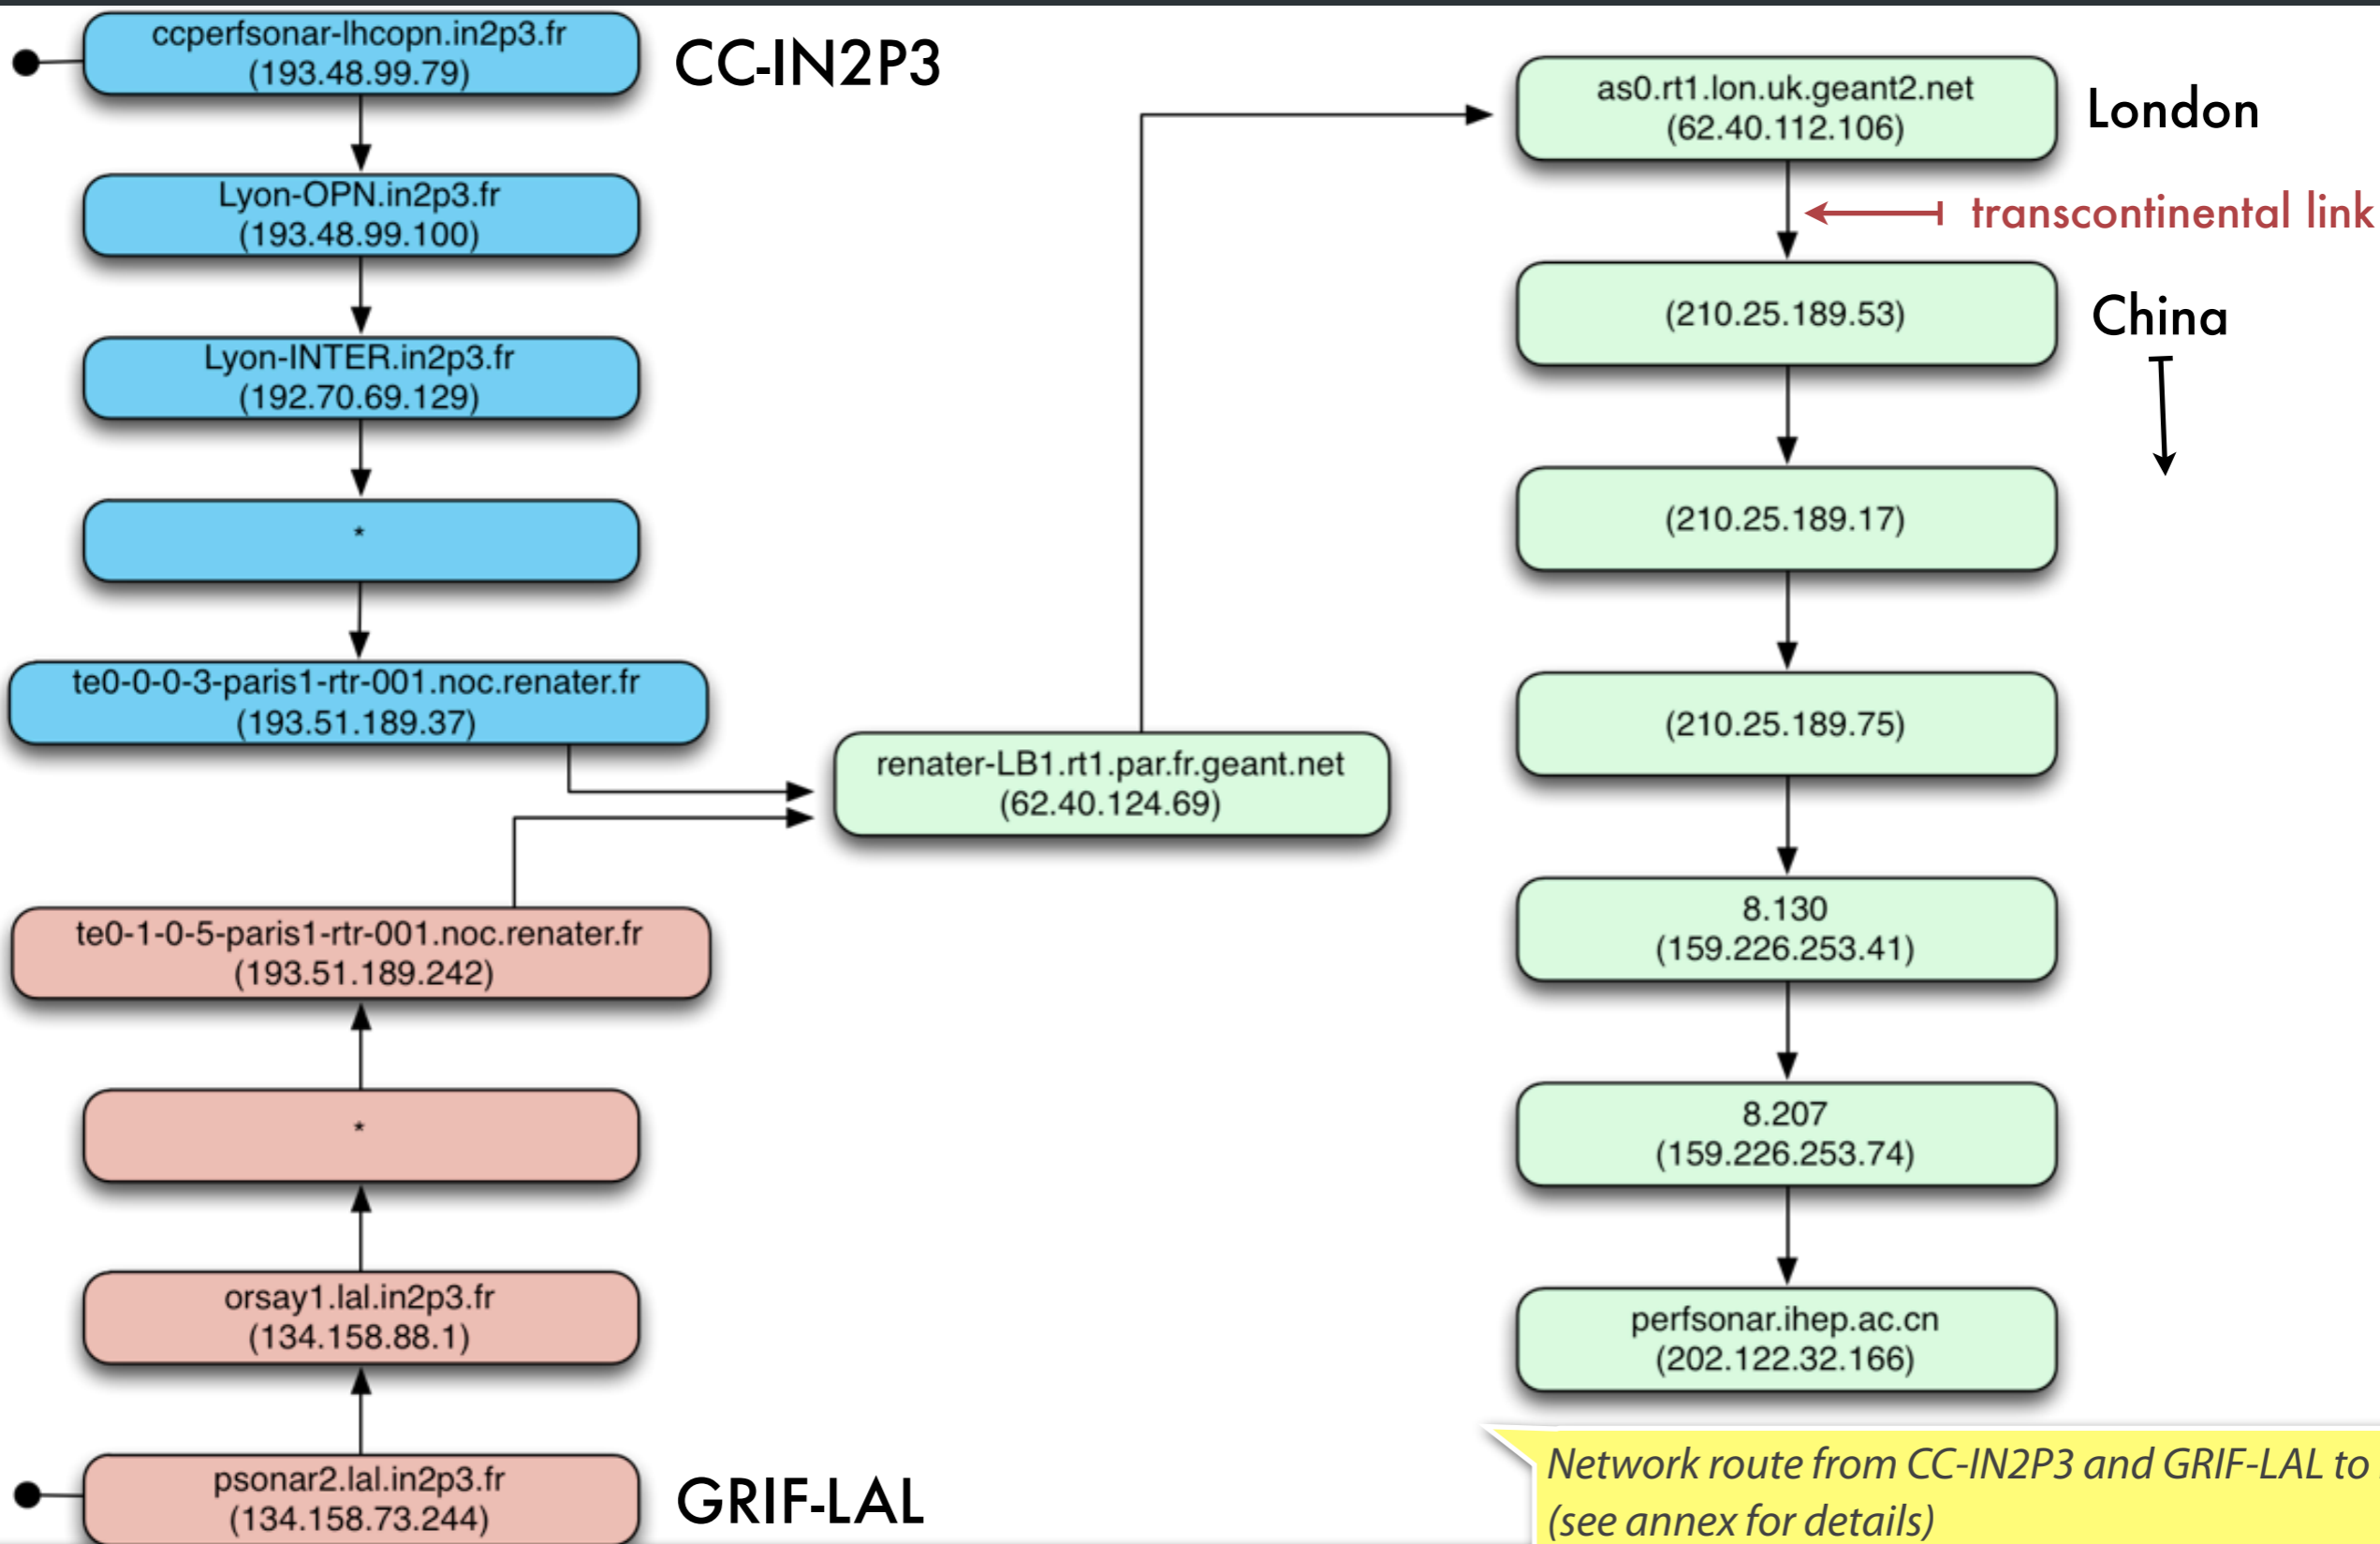 ccperfsonar-lhcopn.in2p3.fr
(193.48.99.79)
CC-IN2P3
Lyon-OPN.in2p3.fr
(193.48.99.100)
Lyon-INTER.in2p3.fr
(192.70.69.129)
*
te0-0-0-3-paris1-rtr-001.noc.renater.fr
(193.51.189.37)
te0-1-0-5-paris1-rtr-001.noc.renater.fr
(193.51.189.242)
*
orsay1.lal.in2p3.fr
(134.158.88.1)
psonar2.lal.in2p3.fr
(134.158.73.244)
GRIF-LAL
renater-LB1.rt1.par.fr.geant.net
(62.40.124.69)
as0.rt1.lon.uk.geant2.net
(62.40.112.106)
London
transcontinental link
(210.25.189.53)
China
(210.25.189.17)
(210.25.189.75)
8.130
(159.226.253.41)
8.207
(159.226.253.74)
perfsonar.ihep.ac.cn
(202.122.32.166)
Network route from CC-IN2P3 and GRIF-LAL to
(see annex for details)